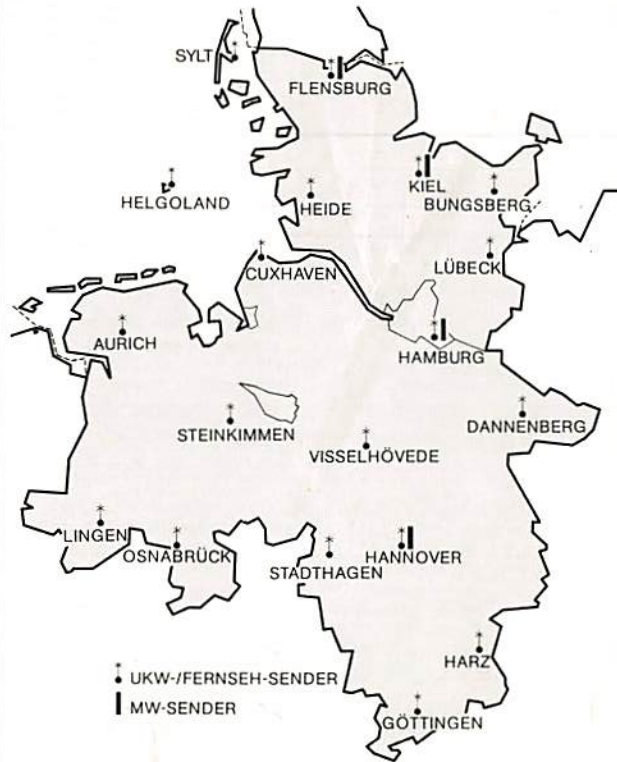 SYLT
FLENSBURG
HELGOLAND
HEIDE
KIEL
BUNGSBERG
CUXHAVEN
LÜBECK
AURICH
HAMBURG
STEINKIMMEN
DANNENBERG
VISSELHÖVEDE
LINGEN
OSNABRÜCK
STADTHAGEN
HANNOVER
HARZ
UKW-/FERNSEH-SENDER
MW-SENDER
GÖTTINGEN